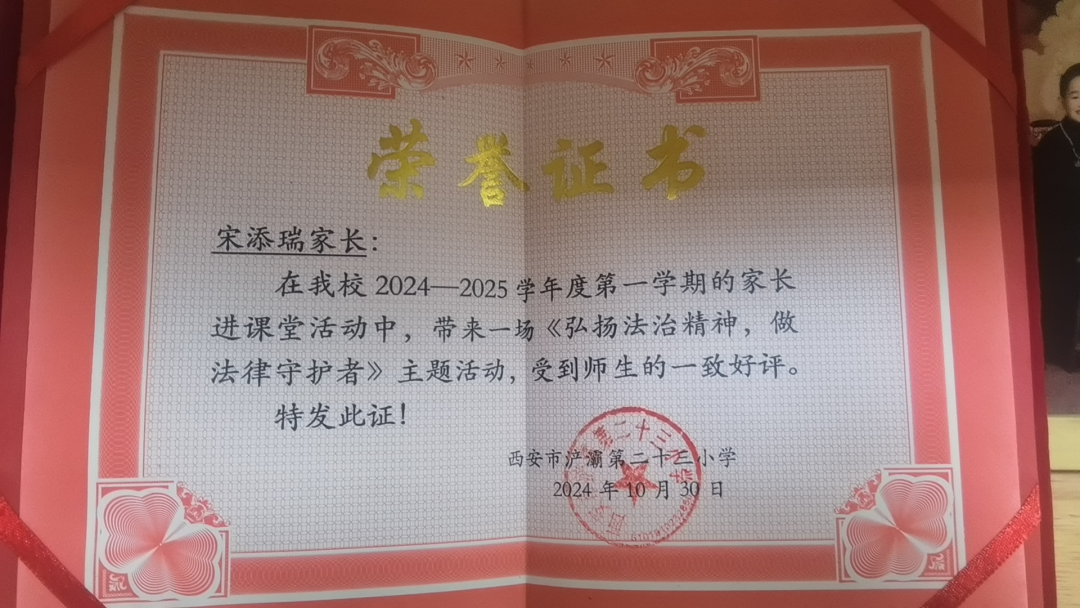 荣誉证书
宋添瑞家长：
在我校2024—2025学年度第一学期的家长
进课堂活动中，带来一场《弘扬法治精神，做
法律守护者》主题活动，受到师生的一致好评。
特发此证！
西安市浐灞第二十三小学
2024年10月30日